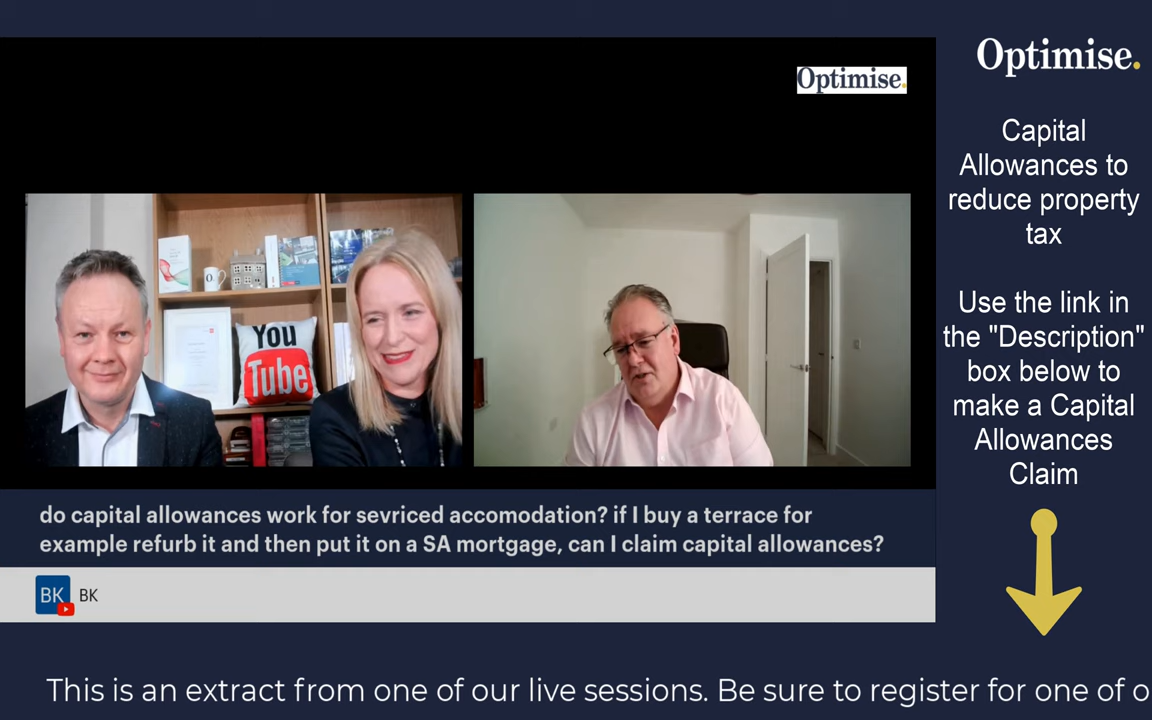 Optimise.
Optimise.
Capital
Allowances to
reduce property
tax
Use the link in
the "Description"
box below to
make a Capital
Allowances
Claim
You
Tube
do capital allowances work for sevriced accomodation? if I buy a terrace for
example refurb it and then put it on a SA mortgage, can I claim capital allowances?
BK
BK
This is an extract from one of our live sessions. Be sure to register for one of o